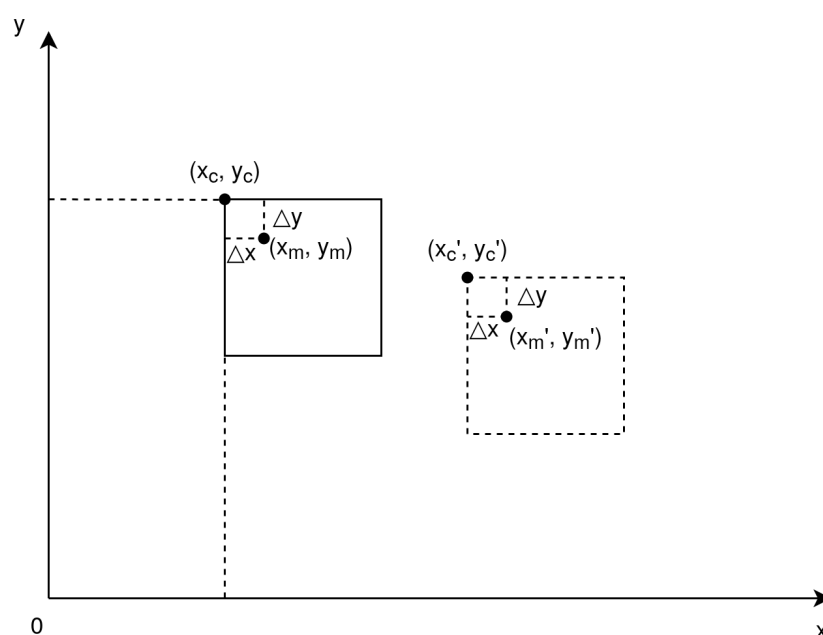 y
(xc, yc)
△y
△x (xm, ym)
(xc', yc')
△y
△x (xm', ym')
0
x